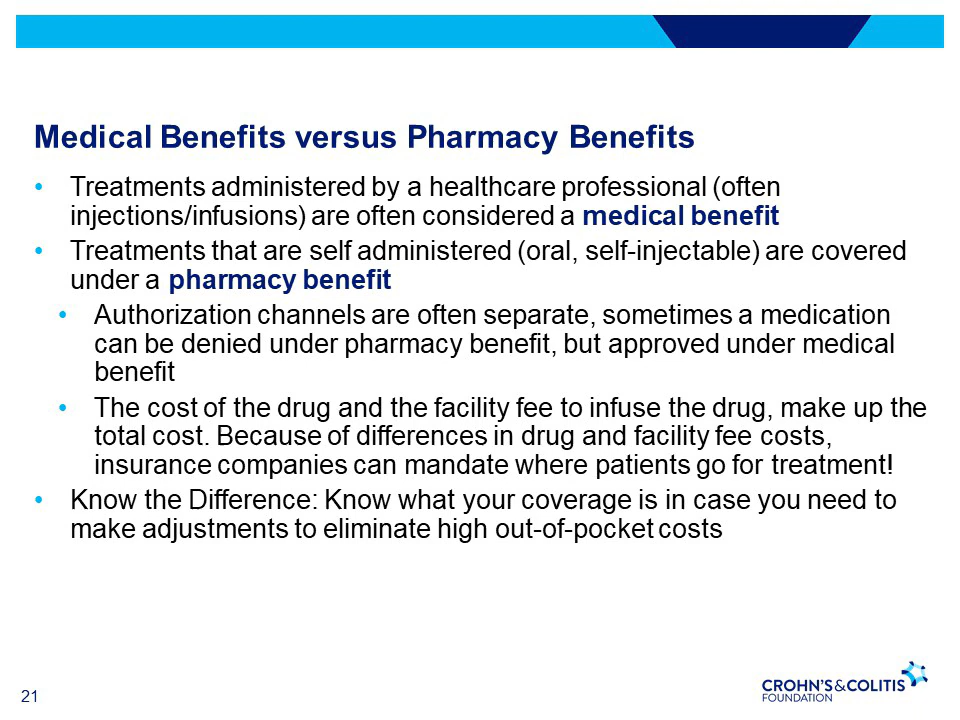 Medical Benefits versus Pharmacy Benefits
• Treatments administered by a healthcare professional (often
injections/infusions) are often considered a medical benefit
• Treatments that are self administered (oral, self-injectable) are covered
under a pharmacy benefit
• Authorization channels are often separate, sometimes a medication
can be denied under pharmacy benefit, but approved under medical
benefit
• The cost of the drug and the facility fee to infuse the drug, make up the
total cost. Because of differences in drug and facility fee costs,
insurance companies can mandate where patients go for treatment!
• Know the Difference: Know what your coverage is in case you need to
make adjustments to eliminate high out-of-pocket costs
21
CROHN'S&COLITIS
FOUNDATION